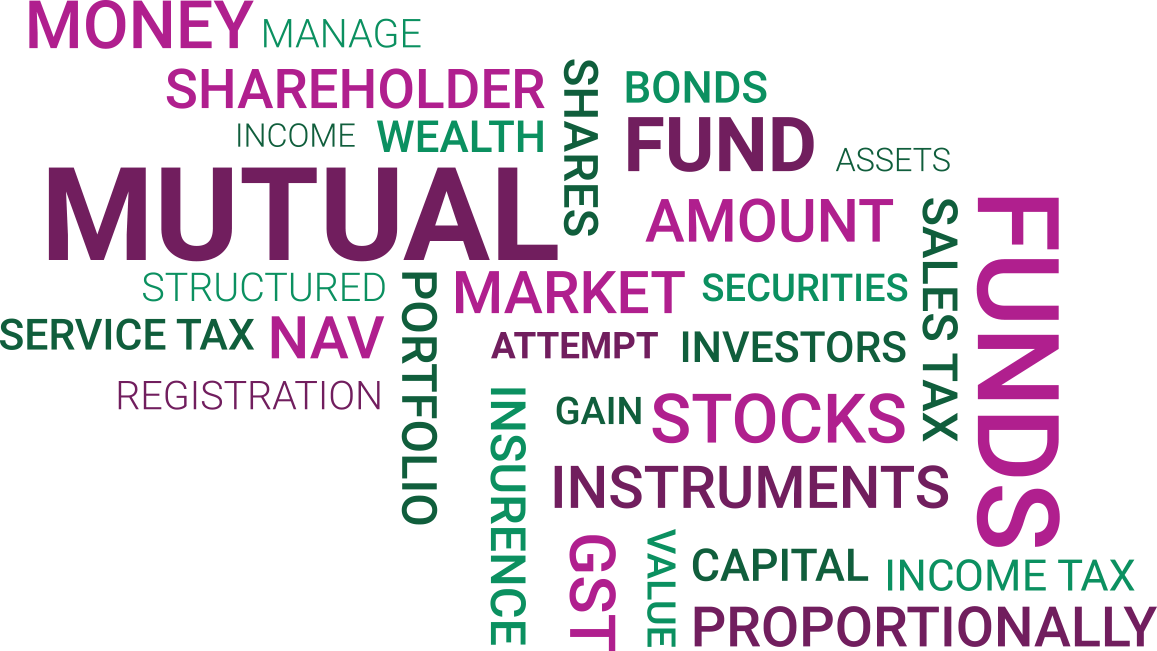 MONEY MANAGE
SHAREHOLDER
SHARES
BONDS
INCOME WEALTH
FUND
ASSETS
MUTUAL
AMOUNT
SALES TAX
FUNDS
STRUCTURED
PORTFOLIO
MARKET SECURITIES
SERVICE TAX NAV
ATTEMPT INVESTORS
REGISTRATION
INSURENCE
GAIN STOCKS
INSTRUMENTS
GST
VALUE
CAPITAL INCOME TAX
PROPORTIONALLY